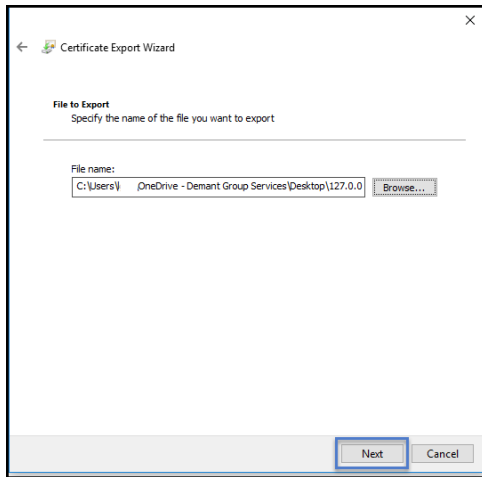 Certificate Export Wizard
File to Export
Specify the name of the file you want to export
File name:
C:\Users\ OneDrive - Demant Group Services\Desktop\127.0.0
Browse...
Next
Cancel